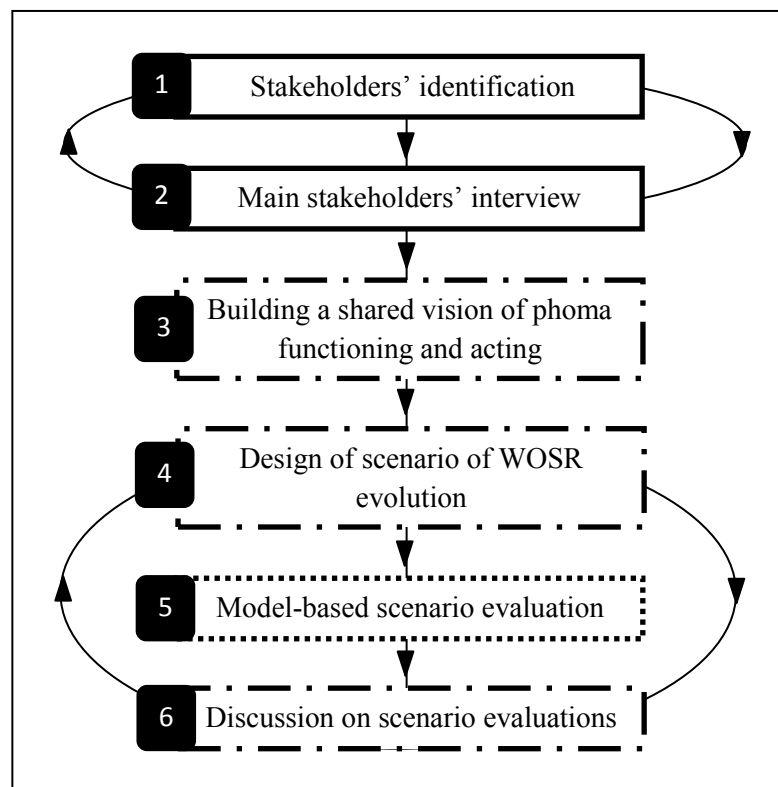 1
Stakeholders' identification
2
Main stakeholders' interview
3
Building a shared vision of phoma
functioning and acting
4
Design of scenario of WOSR
evolution
5
Model-based scenario evaluation
6
Discussion on scenario evaluations